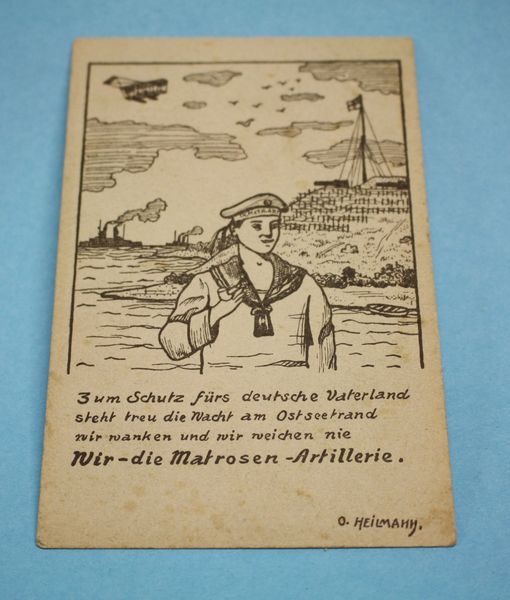 Zum Schutz fürs deutsche Vaterland
steht treu die Wacht am Ostseetrand
wir wanken und wir weichen nie
Wir - die Matrosen - Artillerie.
O. HEILMANN.